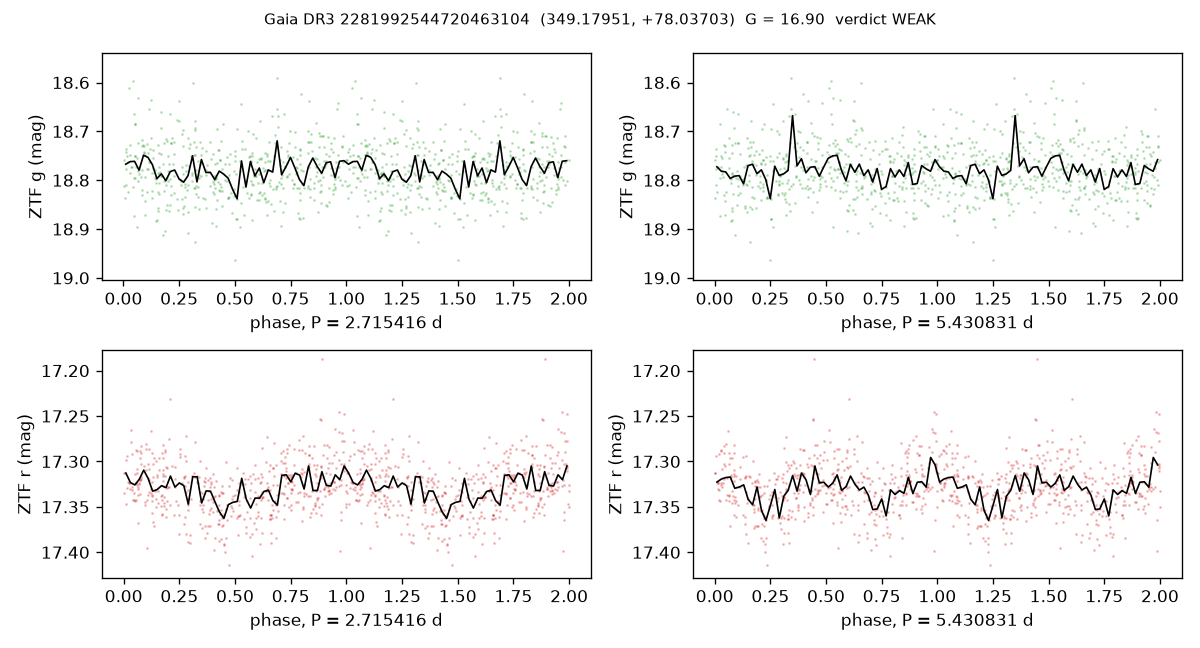 Gaia DR3 2281992544720463104 (349.17951, +78.03703) G = 16.90 verdict WEAK
ZTF g (mag)
18.6
18.7
18.8
18.9
19.0
0.00 0.25 0.50 0.75 1.00 1.25 1.50 1.75 2.00
phase, P = 2.715416 d
ZTF g (mag)
18.6
18.7
18.8
18.9
19.0
0.00 0.25 0.50 0.75 1.00 1.25 1.50 1.75 2.00
phase, P = 5.430831 d
ZTF r (mag)
17.20
17.25
17.30
17.35
17.40
0.00 0.25 0.50 0.75 1.00 1.25 1.50 1.75 2.00
phase, P = 2.715416 d
ZTF r (mag)
17.20
17.25
17.30
17.35
17.40
0.00 0.25 0.50 0.75 1.00 1.25 1.50 1.75 2.00
phase, P = 5.430831 d